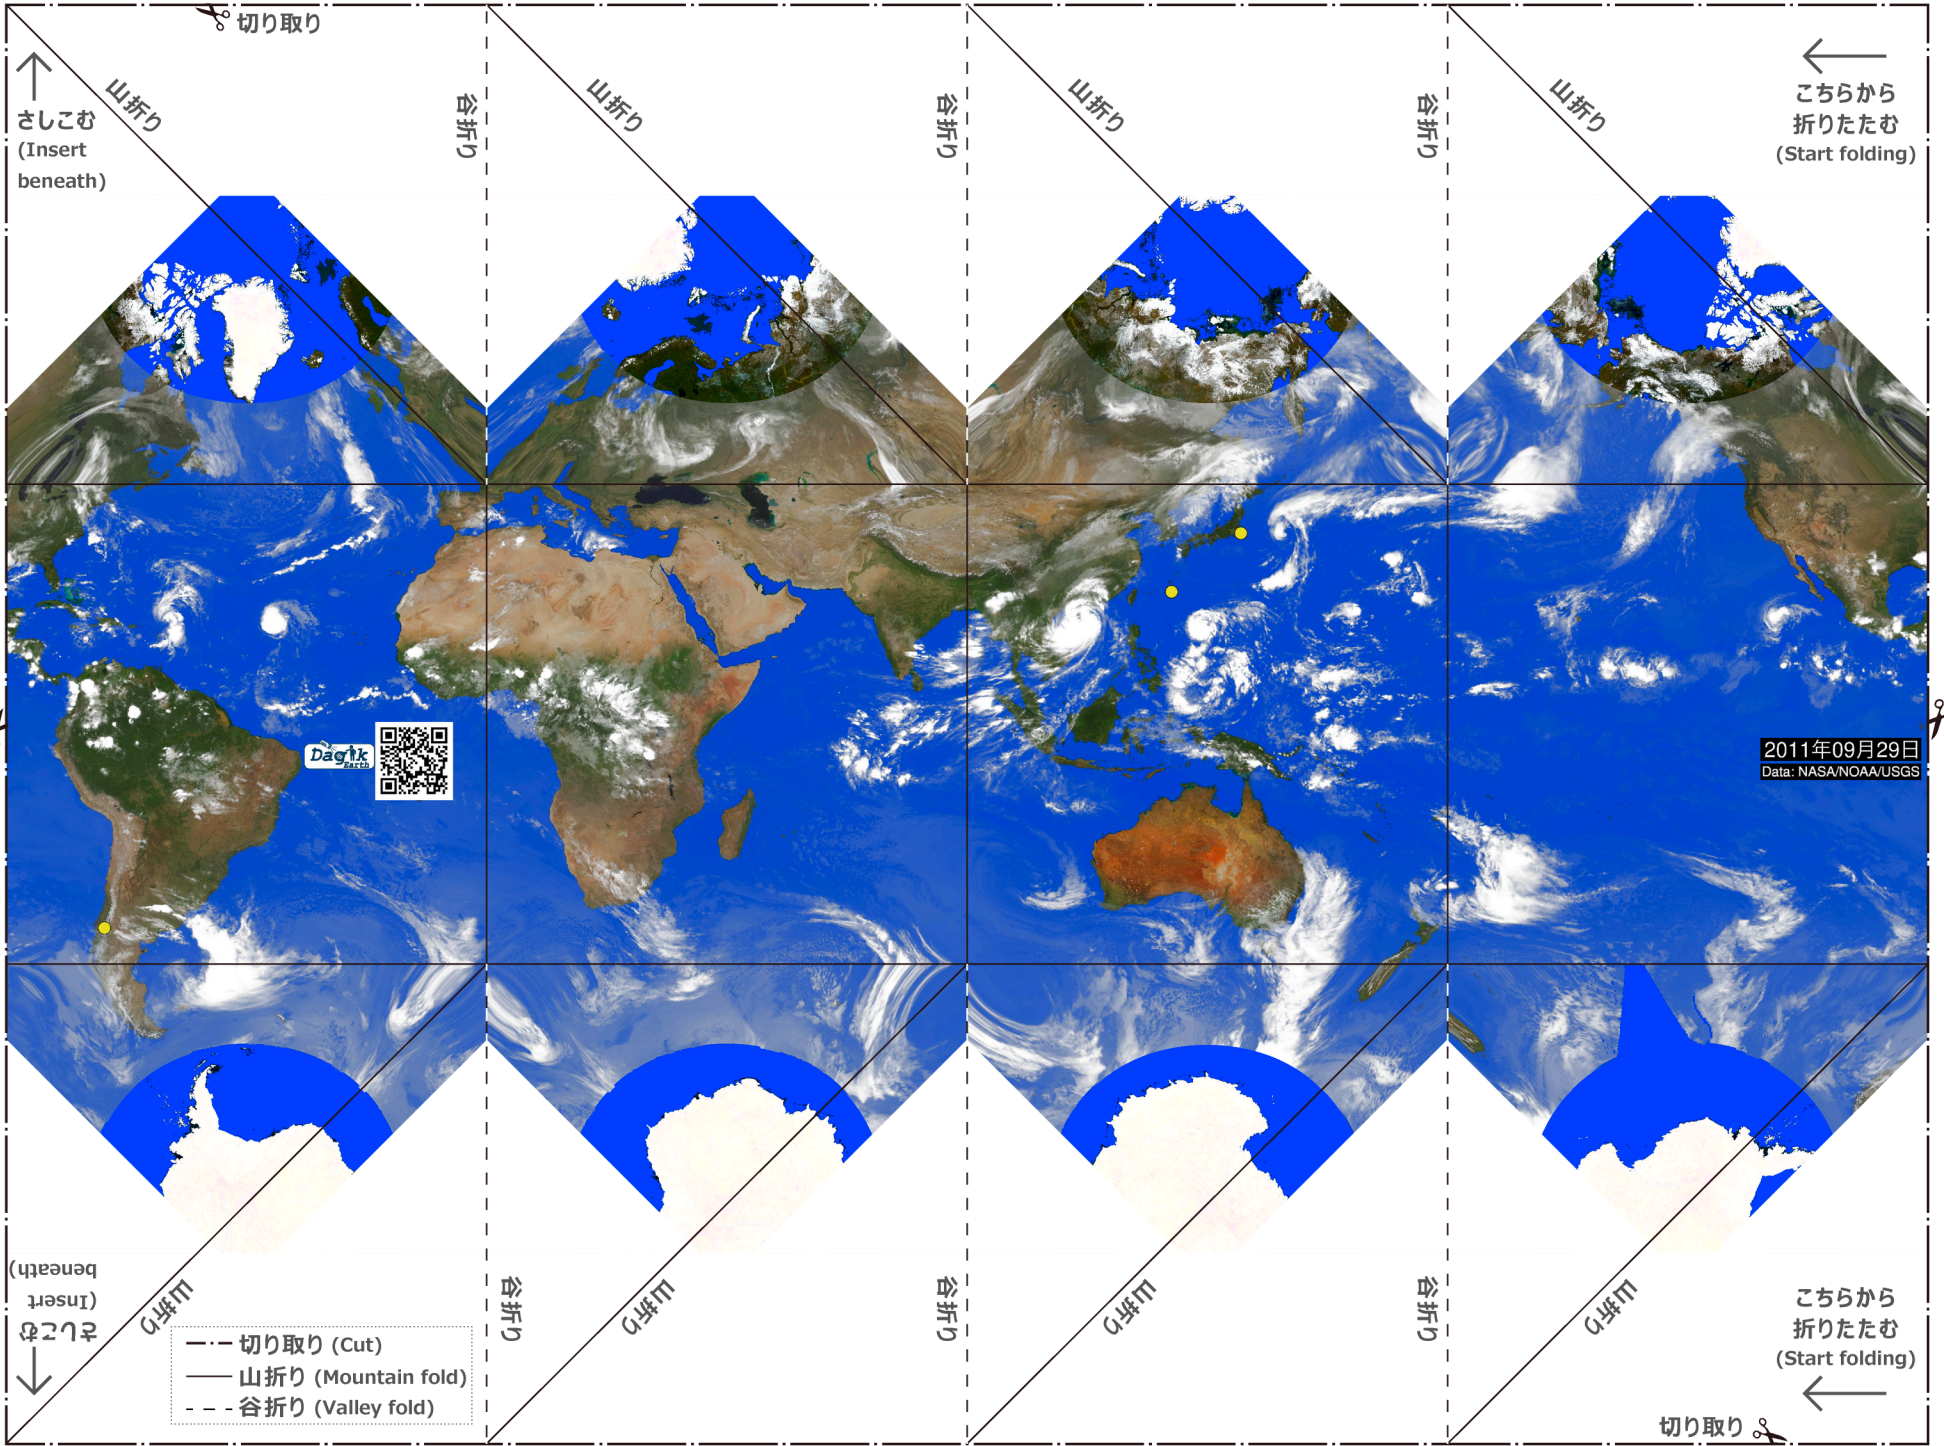 切り取り
さしこむ
(Insert
beneath)
山折り
谷折り
山折り
谷折り
山折り
谷折り
山折り
こちらから
折りたたむ
(Start folding)
Dagik
Earth
2011年09月29日
Data: NASA/NOAA/USGS
さしこむ
(Insert
beneath)
山折り
谷折り
山折り
谷折り
山折り
谷折り
山折り
こちらから
折りたたむ
(Start folding)
切り取り (Cut)
山折り (Mountain fold)
谷折り (Valley fold)
切り取り